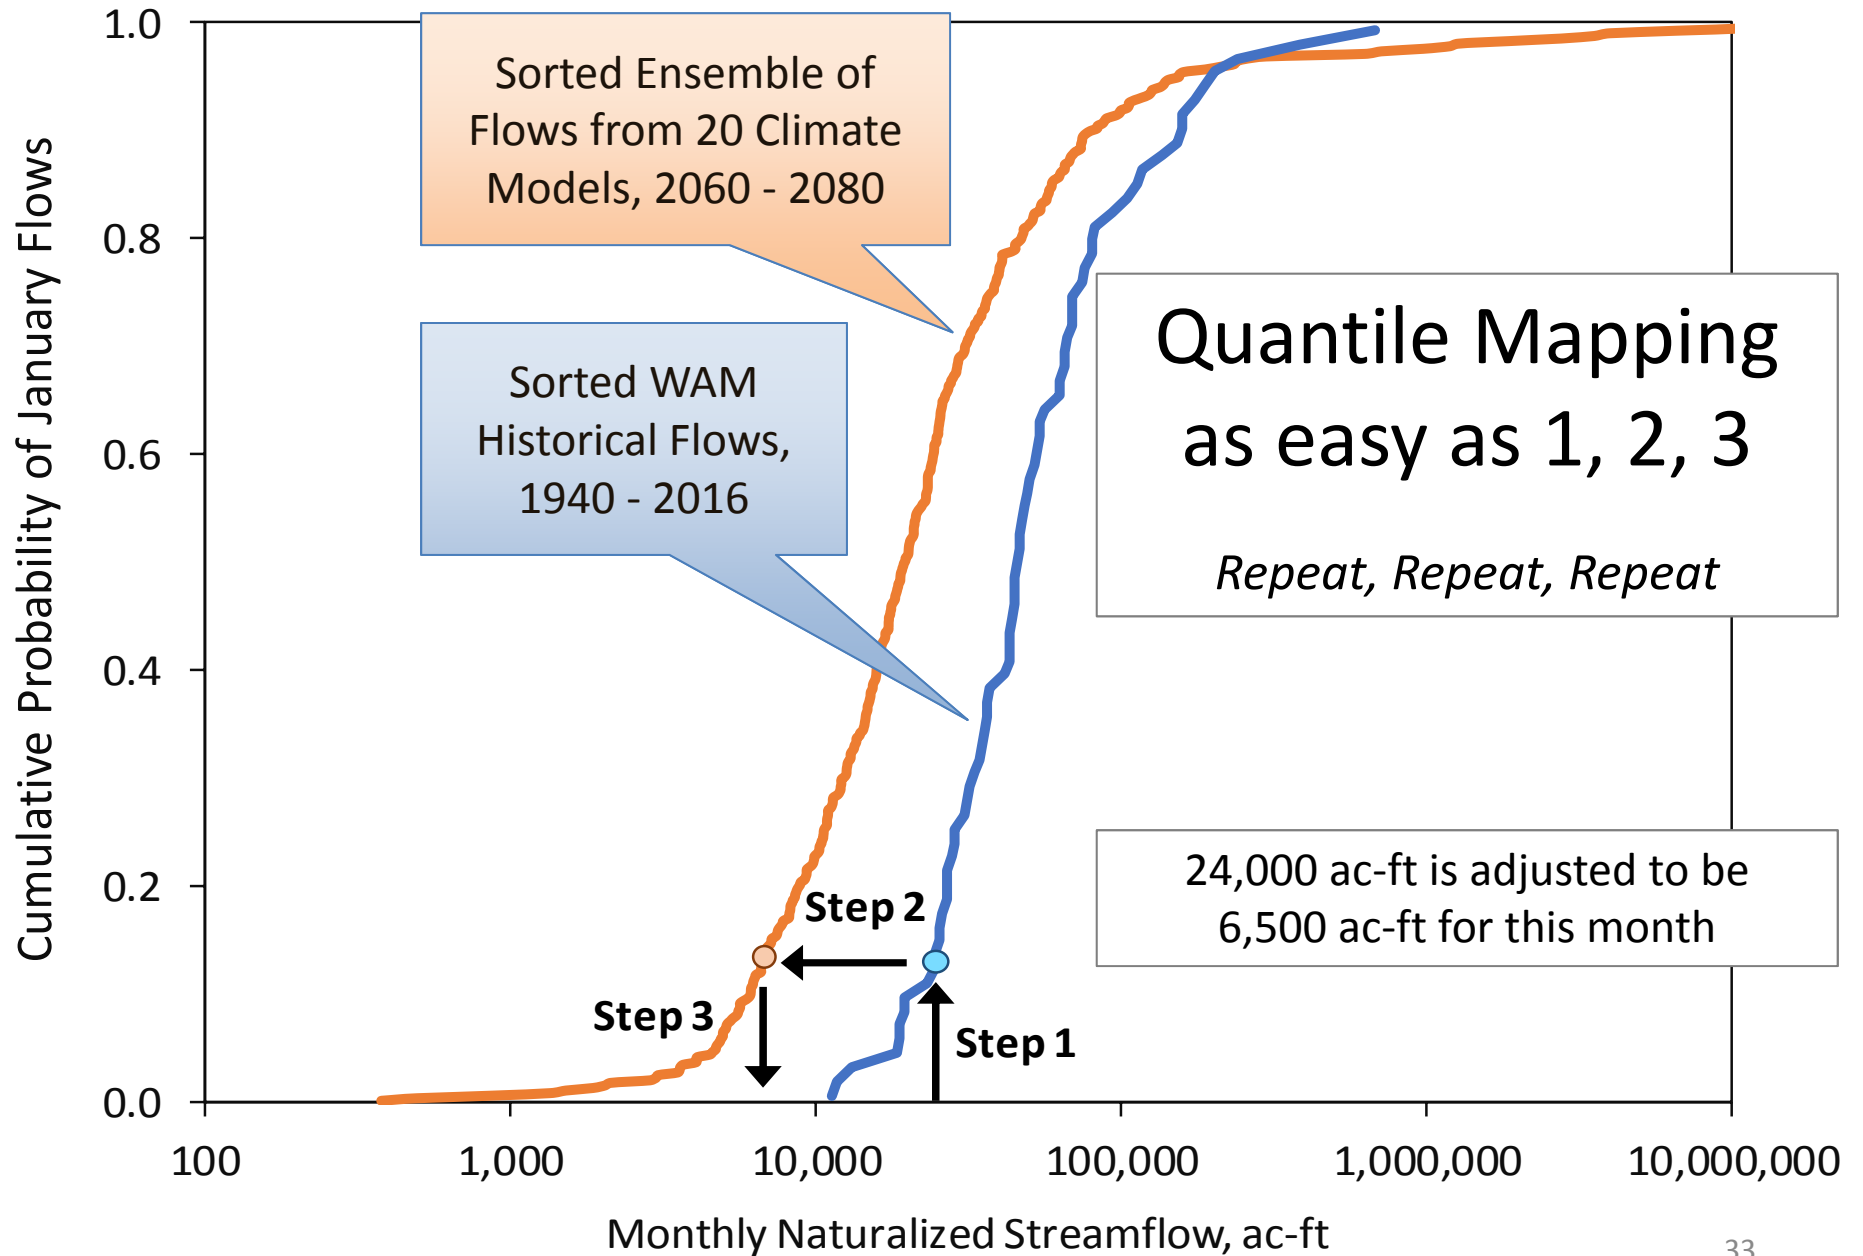 Cumulative Probability of January Flows
1.0
0.8
0.6
0.4
0.2
0.0
Sorted Ensemble of
Flows from 20 Climate
Models, 2060 - 2080
Sorted WAM
Historical Flows,
1940 - 2016
Quantile Mapping
as easy as 1, 2, 3
Repeat, Repeat, Repeat
24,000 ac-ft is adjusted to be
6,500 ac-ft for this month
Step 2
Step 3
Step 1
100
1,000
10,000
100,000
1,000,000
10,000,000
Monthly Naturalized Streamflow, ac-ft
33